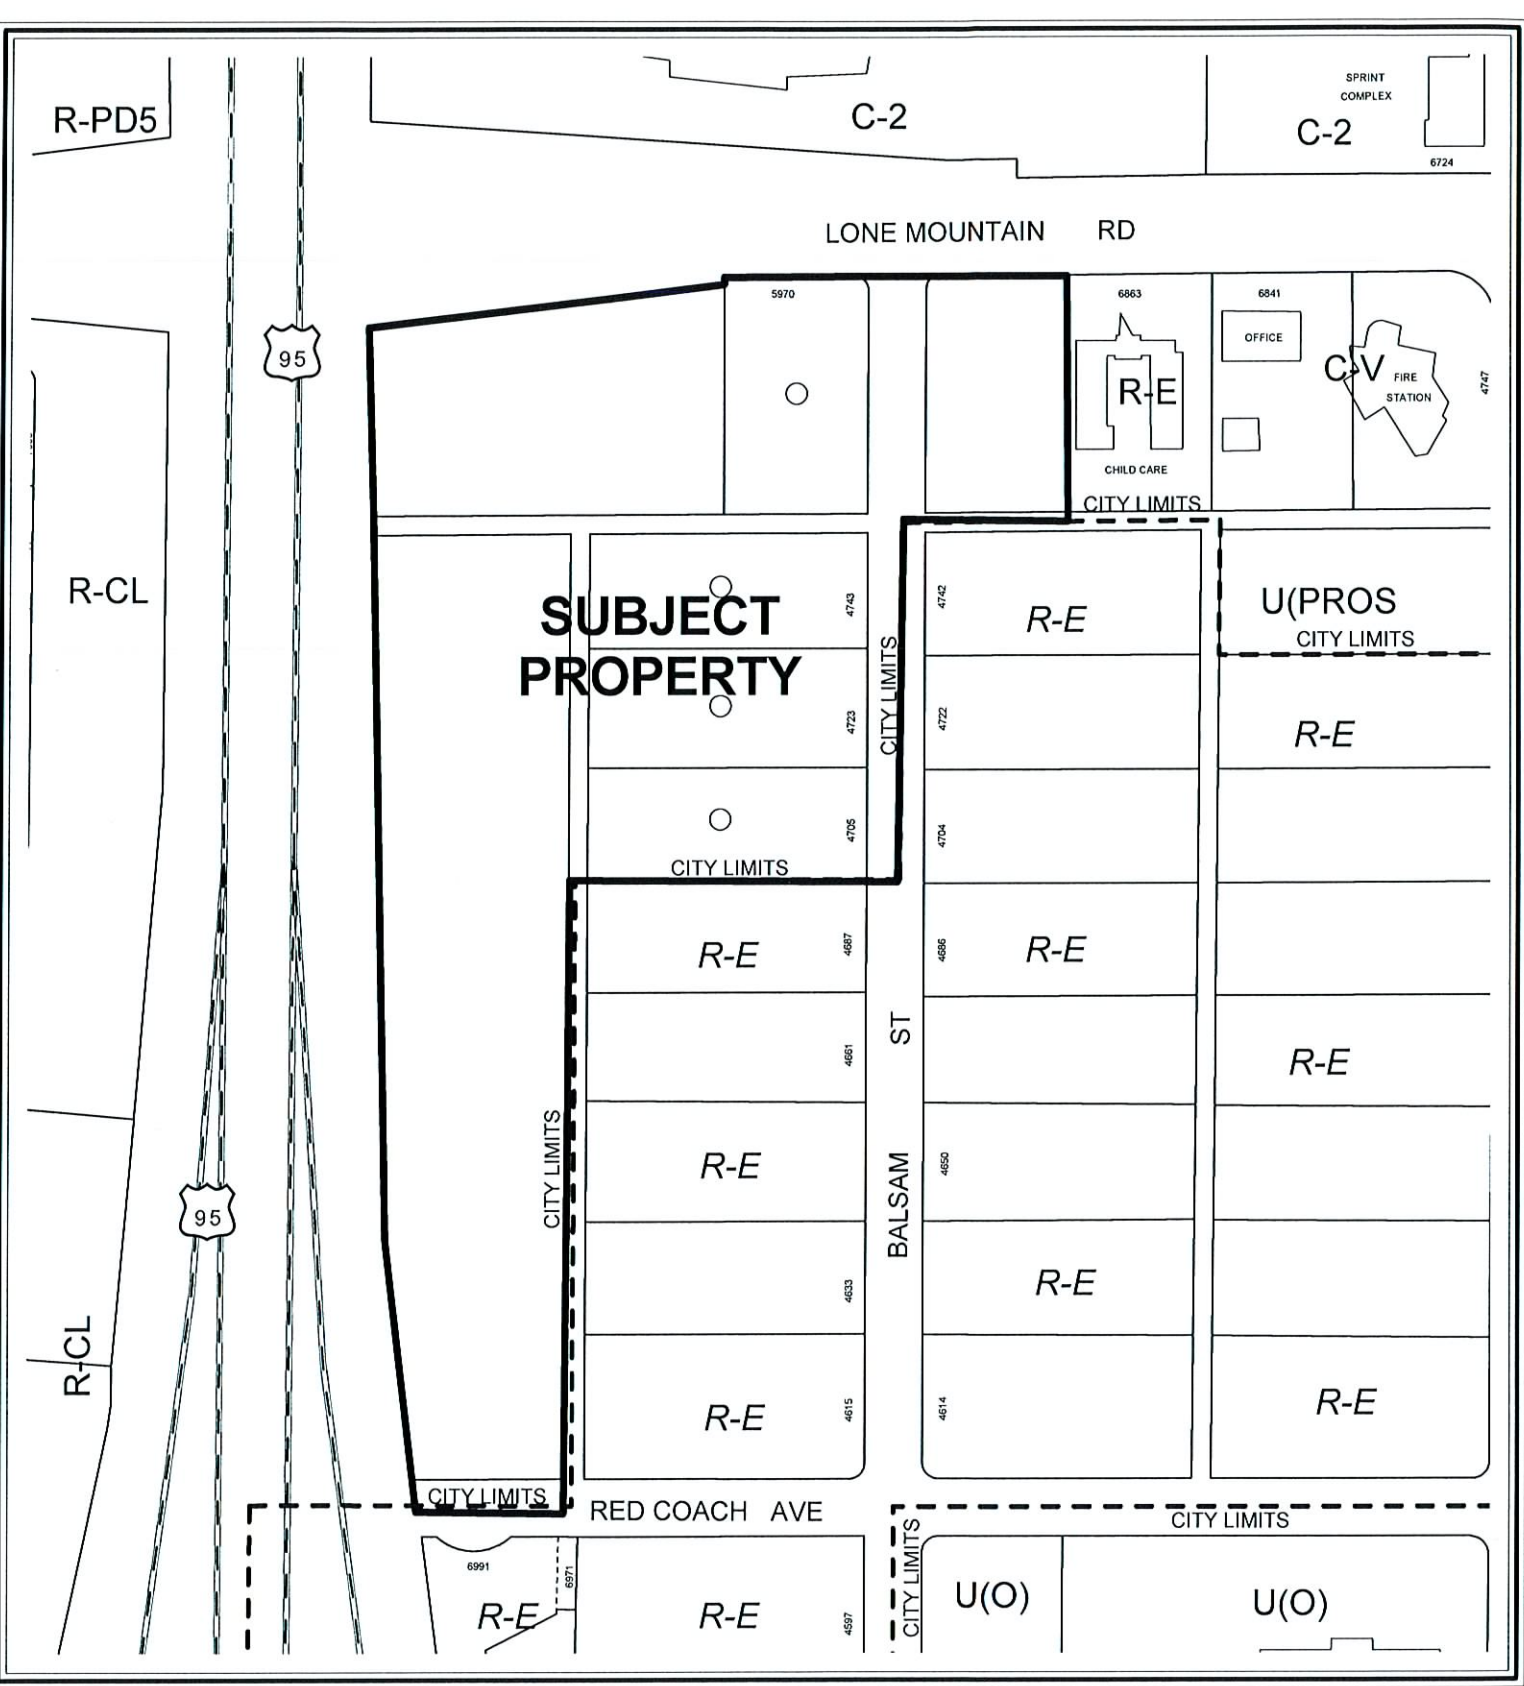 R-PD5
C-2
SPRINT
COMPLEX
C-2
6724
LONE MOUNTAIN RD
5970
6863
6841
95
OFFICE
R-E
C-V
FIRE
STATION
4747
CHILD CARE
CITY LIMITS
R-CL
SUBJECT
PROPERTY
4743
4742
R-E
U(PROS
CITY LIMITS
CITY LIMITS
4723
4722
R-E
4705
4704
CITY LIMITS
R-E
4687
4686
R-E
ST
4661
R-E
CITY LIMITS
R-E
BALSAM
4650
95
4633
R-E
R-CL
R-E
4615
4614
R-E
CITY LIMITS
RED COACH AVE
CITY LIMITS
CITY LIMITS
6991
6971
R-E
R-E
4597
U(O)
U(O)